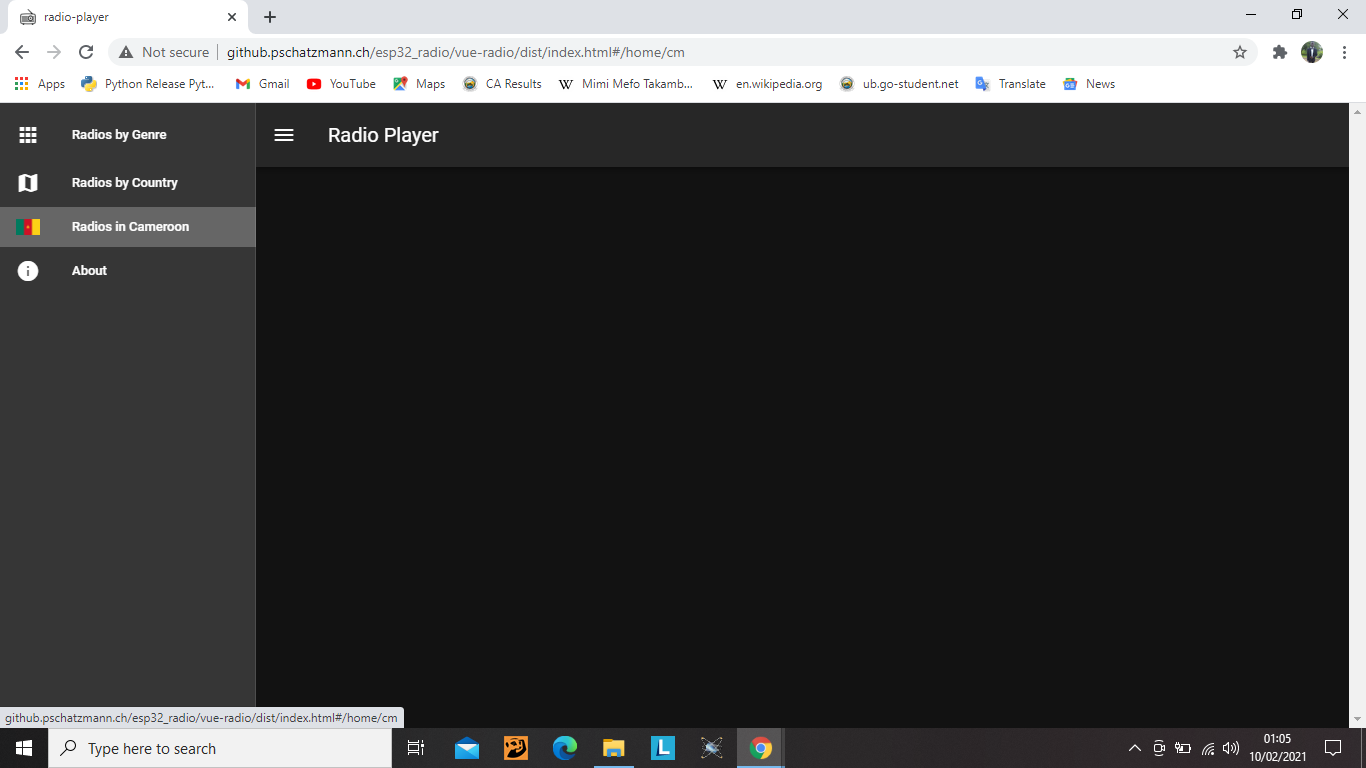 radio-player
Not secure github.pschatzmann.ch/esp32_radio/vue-radio/dist/index.html#/home/cm
Apps Python Release Pyt... Gmail YouTube Maps CA Results Mimi Mefo Takamb... en.wikipedia.org ub.go-student.net Translate News
Radios by Genre
Radio Player
Radios by Country
Radios in Cameroon
About
github.pschatzmann.ch/esp32_radio/vue-radio/dist/index.html#/home/cm
Type here to search
01:05
10/02/2021